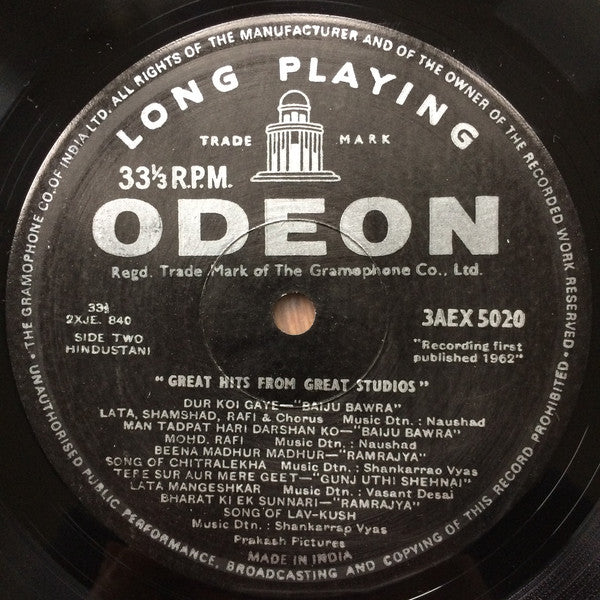 UNAUTHORISED PUBLIC PERFORMANCE, BROADCASTING AND COPYING OF THIS RECORD PROHIBITED · THE GRAMOPHONE CO. OF INDIA LTD. ALL RIGHTS OF THE MANUFACTURER AND OF THE OWNER OF THE RECORDED WORK RESERVED ·
LONG PLAYING
TRADE MARK
33⅓ R.P.M.
ODEON
Regd. Trade Mark of The Gramophone Co., Ltd.
33⅓
2XJE. 840
SIDE TWO
HINDUSTANI
3AEX 5020
"Recording first
published 1962"
"GREAT HITS FROM GREAT STUDIOS"
DUR KOI GAYE—"BAIJU BAWRA"
LATA, SHAMSHAD, RAFI & Chorus Music Dtn. : Naushad
MAN TADPAT HARI DARSHAN KO—"BAIJU BAWRA"
MOHD. RAFI Music Dtn. : Naushad
BEENA MADHUR MADHUR—"RAMRAJYA"
SONG OF CHITRALEKHA Music Dtn. : Shankarrao Vyas
TERE SUR AUR MERE GEET—"GUNJ UTHI SHEHNAI"
LATA MANGESHKAR Music Dtn. : Vasant Desai
BHARAT KI EK SUNNARI—"RAMRAJYA"
SONG OF LAV-KUSH
Music Dtn. : Shankarrao Vyas
Prakash Pictures
MADE IN INDIA